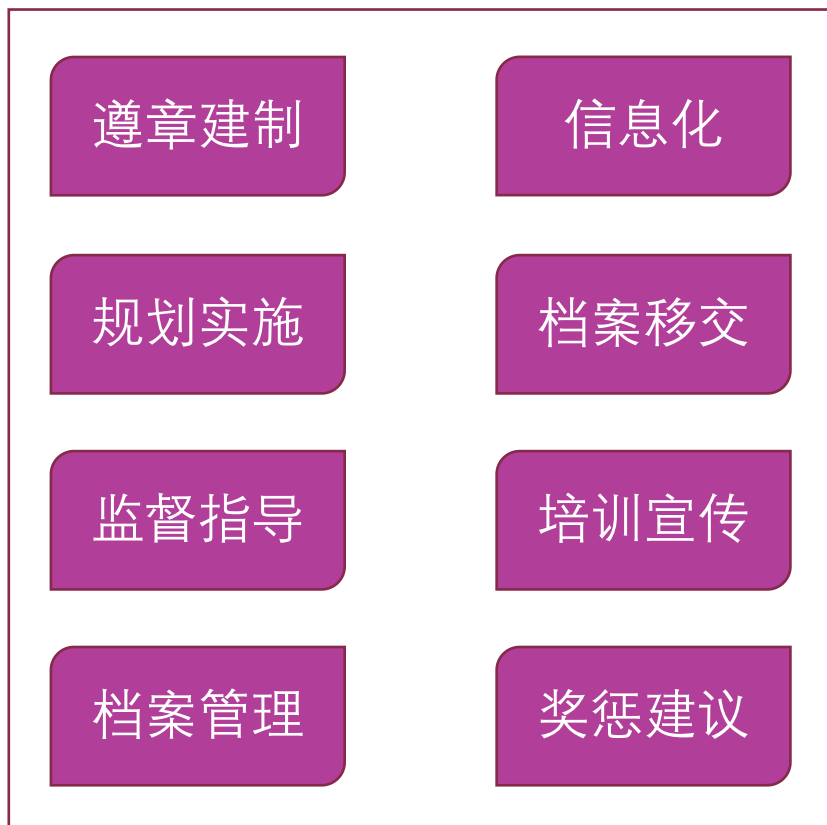 遵章建制
信息化
规划实施
档案移交
监督指导
培训宣传
档案管理
奖惩建议